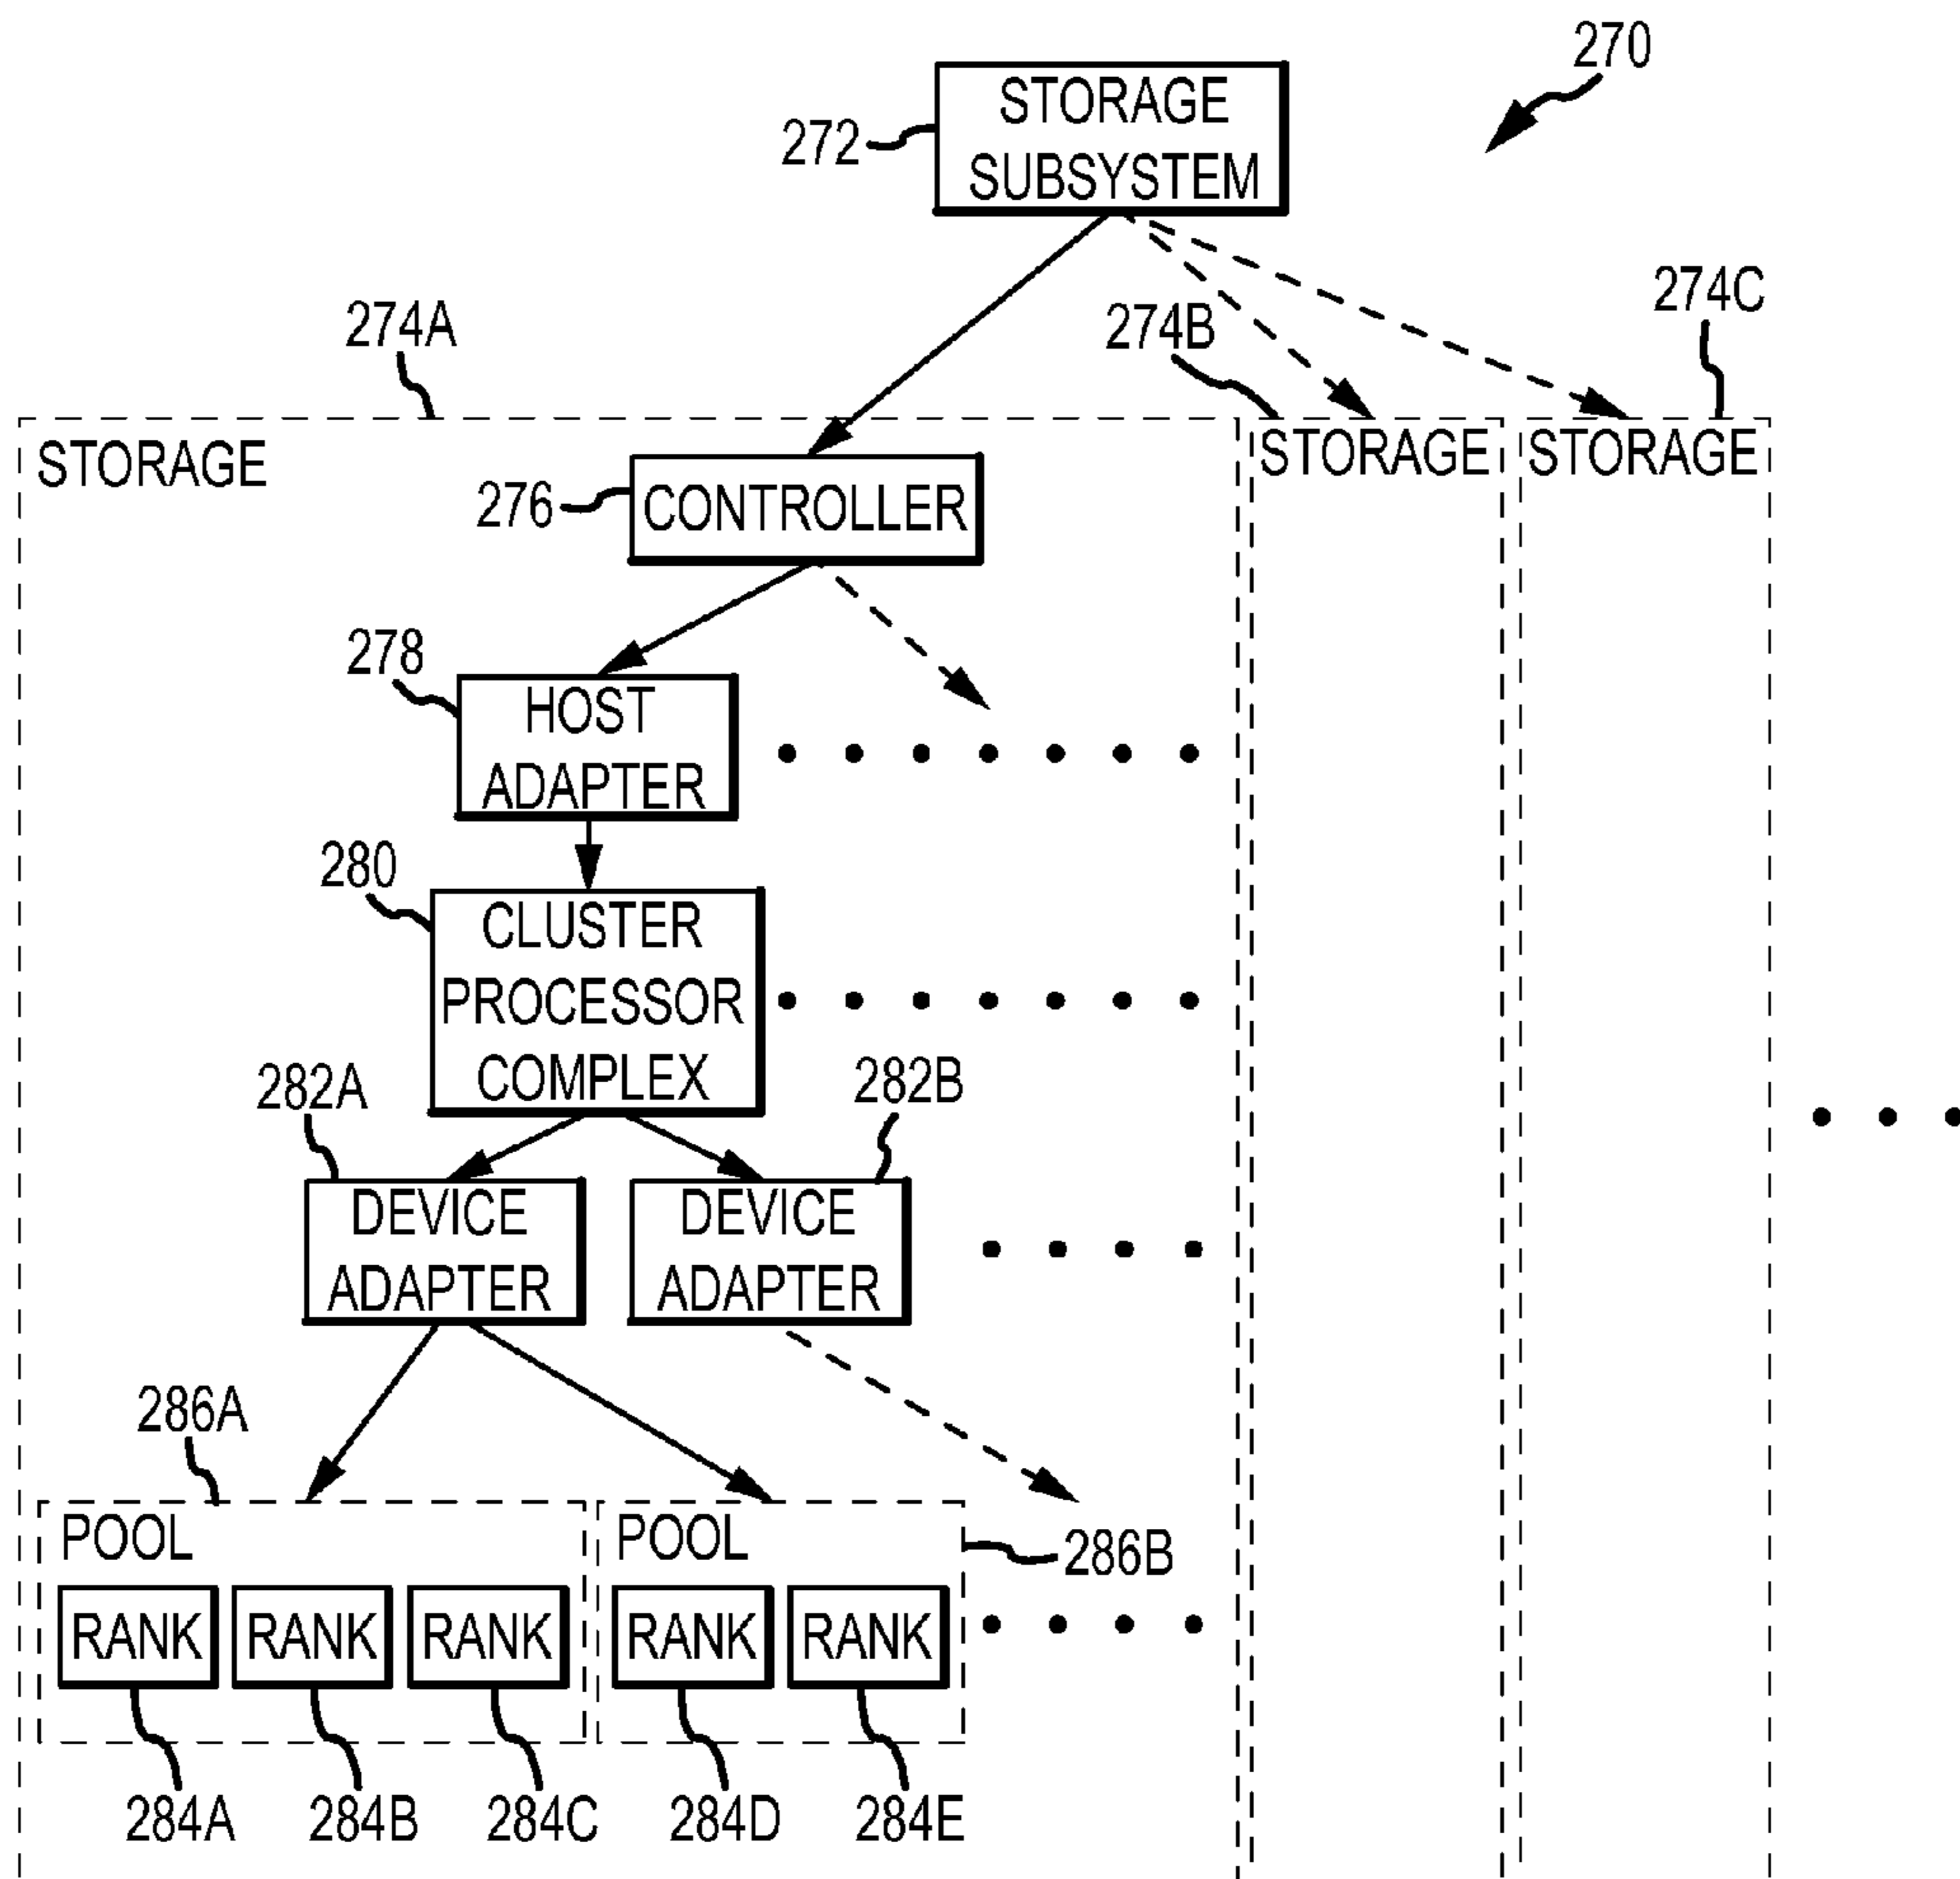 270
STORAGE
SUBSYSTEM
272
274A
274B
274C
STORAGE
STORAGE
STORAGE
276
CONTROLLER
278
HOST
ADAPTER
280
CLUSTER
PROCESSOR
COMPLEX
282A
282B
DEVICE
ADAPTER
DEVICE
ADAPTER
286A
POOL
POOL
286B
RANK
RANK
RANK
RANK
RANK
284A
284B
284C
284D
284E